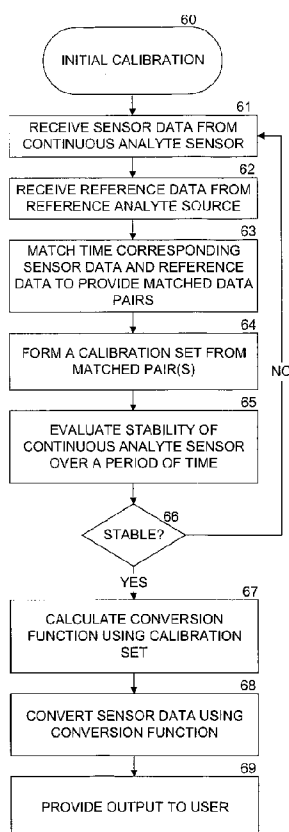 60
INITIAL CALIBRATION
61
RECEIVE SENSOR DATA FROM
CONTINUOUS ANALYTE SENSOR
62
RECEIVE REFERENCE DATA FROM
REFERENCE ANALYTE SOURCE
63
MATCH TIME CORRESPONDING
SENSOR DATA AND REFERENCE
DATA TO PROVIDE MATCHED DATA
PAIRS
64
FORM A CALIBRATION SET FROM
MATCHED PAIR(S)
NO
65
EVALUATE STABILITY OF
CONTINUOUS ANALYTE SENSOR
OVER A PERIOD OF TIME
66
STABLE?
YES
67
CALCULATE CONVERSION
FUNCTION USING CALIBRATION
SET
68
CONVERT SENSOR DATA USING
CONVERSION FUNCTION
69
PROVIDE OUTPUT TO USER